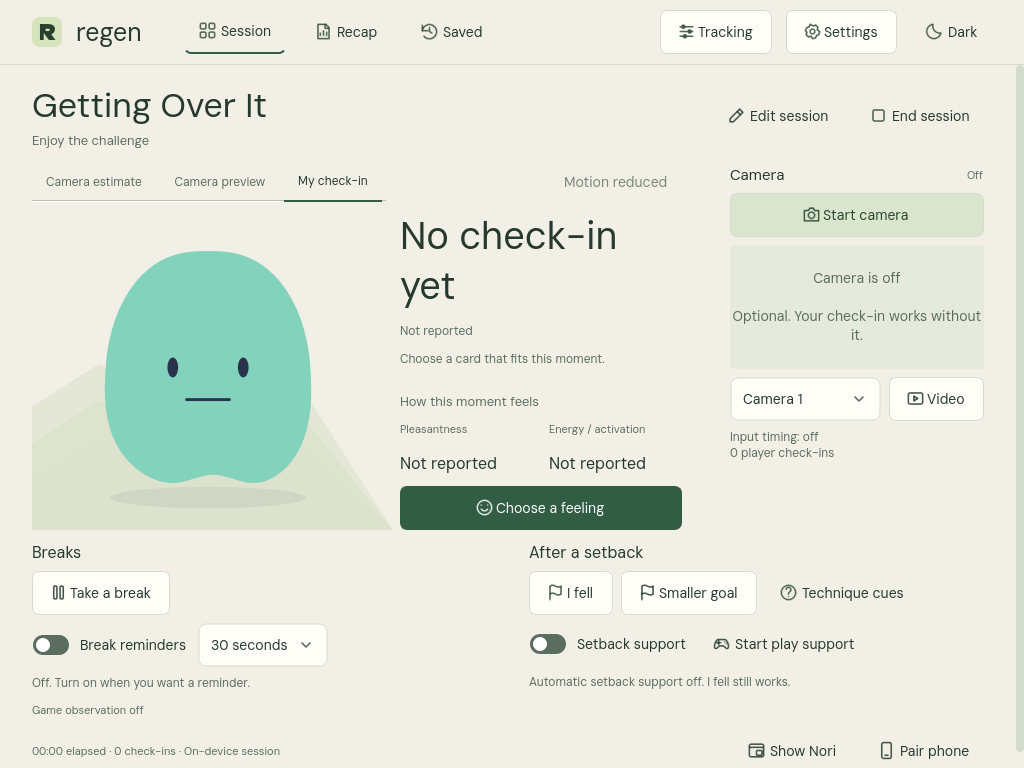 R regen
Session
Recap
Saved
Tracking
Settings
Dark
Getting Over It
Enjoy the challenge
Edit session
End session
Camera estimate
Camera preview
My check-in
Motion reduced
No check-in
yet
Not reported
Choose a card that fits this moment.
How this moment feels
Pleasantness
Energy / activation
Not reported
Not reported
Choose a feeling
Camera
Off
Start camera
Camera is off
Optional. Your check-in works without
it.
Camera 1
Video
Input timing: off
0 player check-ins
Breaks
Take a break
Break reminders
30 seconds
Off. Turn on when you want a reminder.
Game observation off
After a setback
I fell
Smaller goal
Technique cues
Setback support
Start play support
Automatic setback support off. I fell still works.
00:00 elapsed · 0 check-ins · On-device session
Show Nori
Pair phone